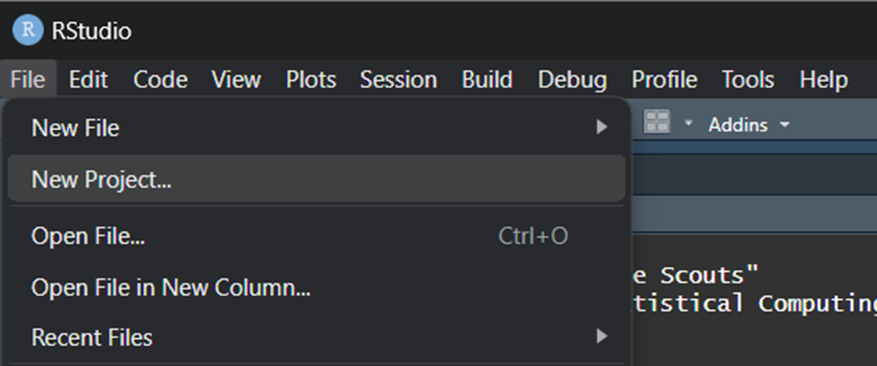 R RStudio
File Edit Code View Plots Session Build Debug Profile Tools Help
New File
Addins
New Project...
Open File... Ctrl+O
Open File in New Column...
e Scouts"
tistical Computing
Recent Files